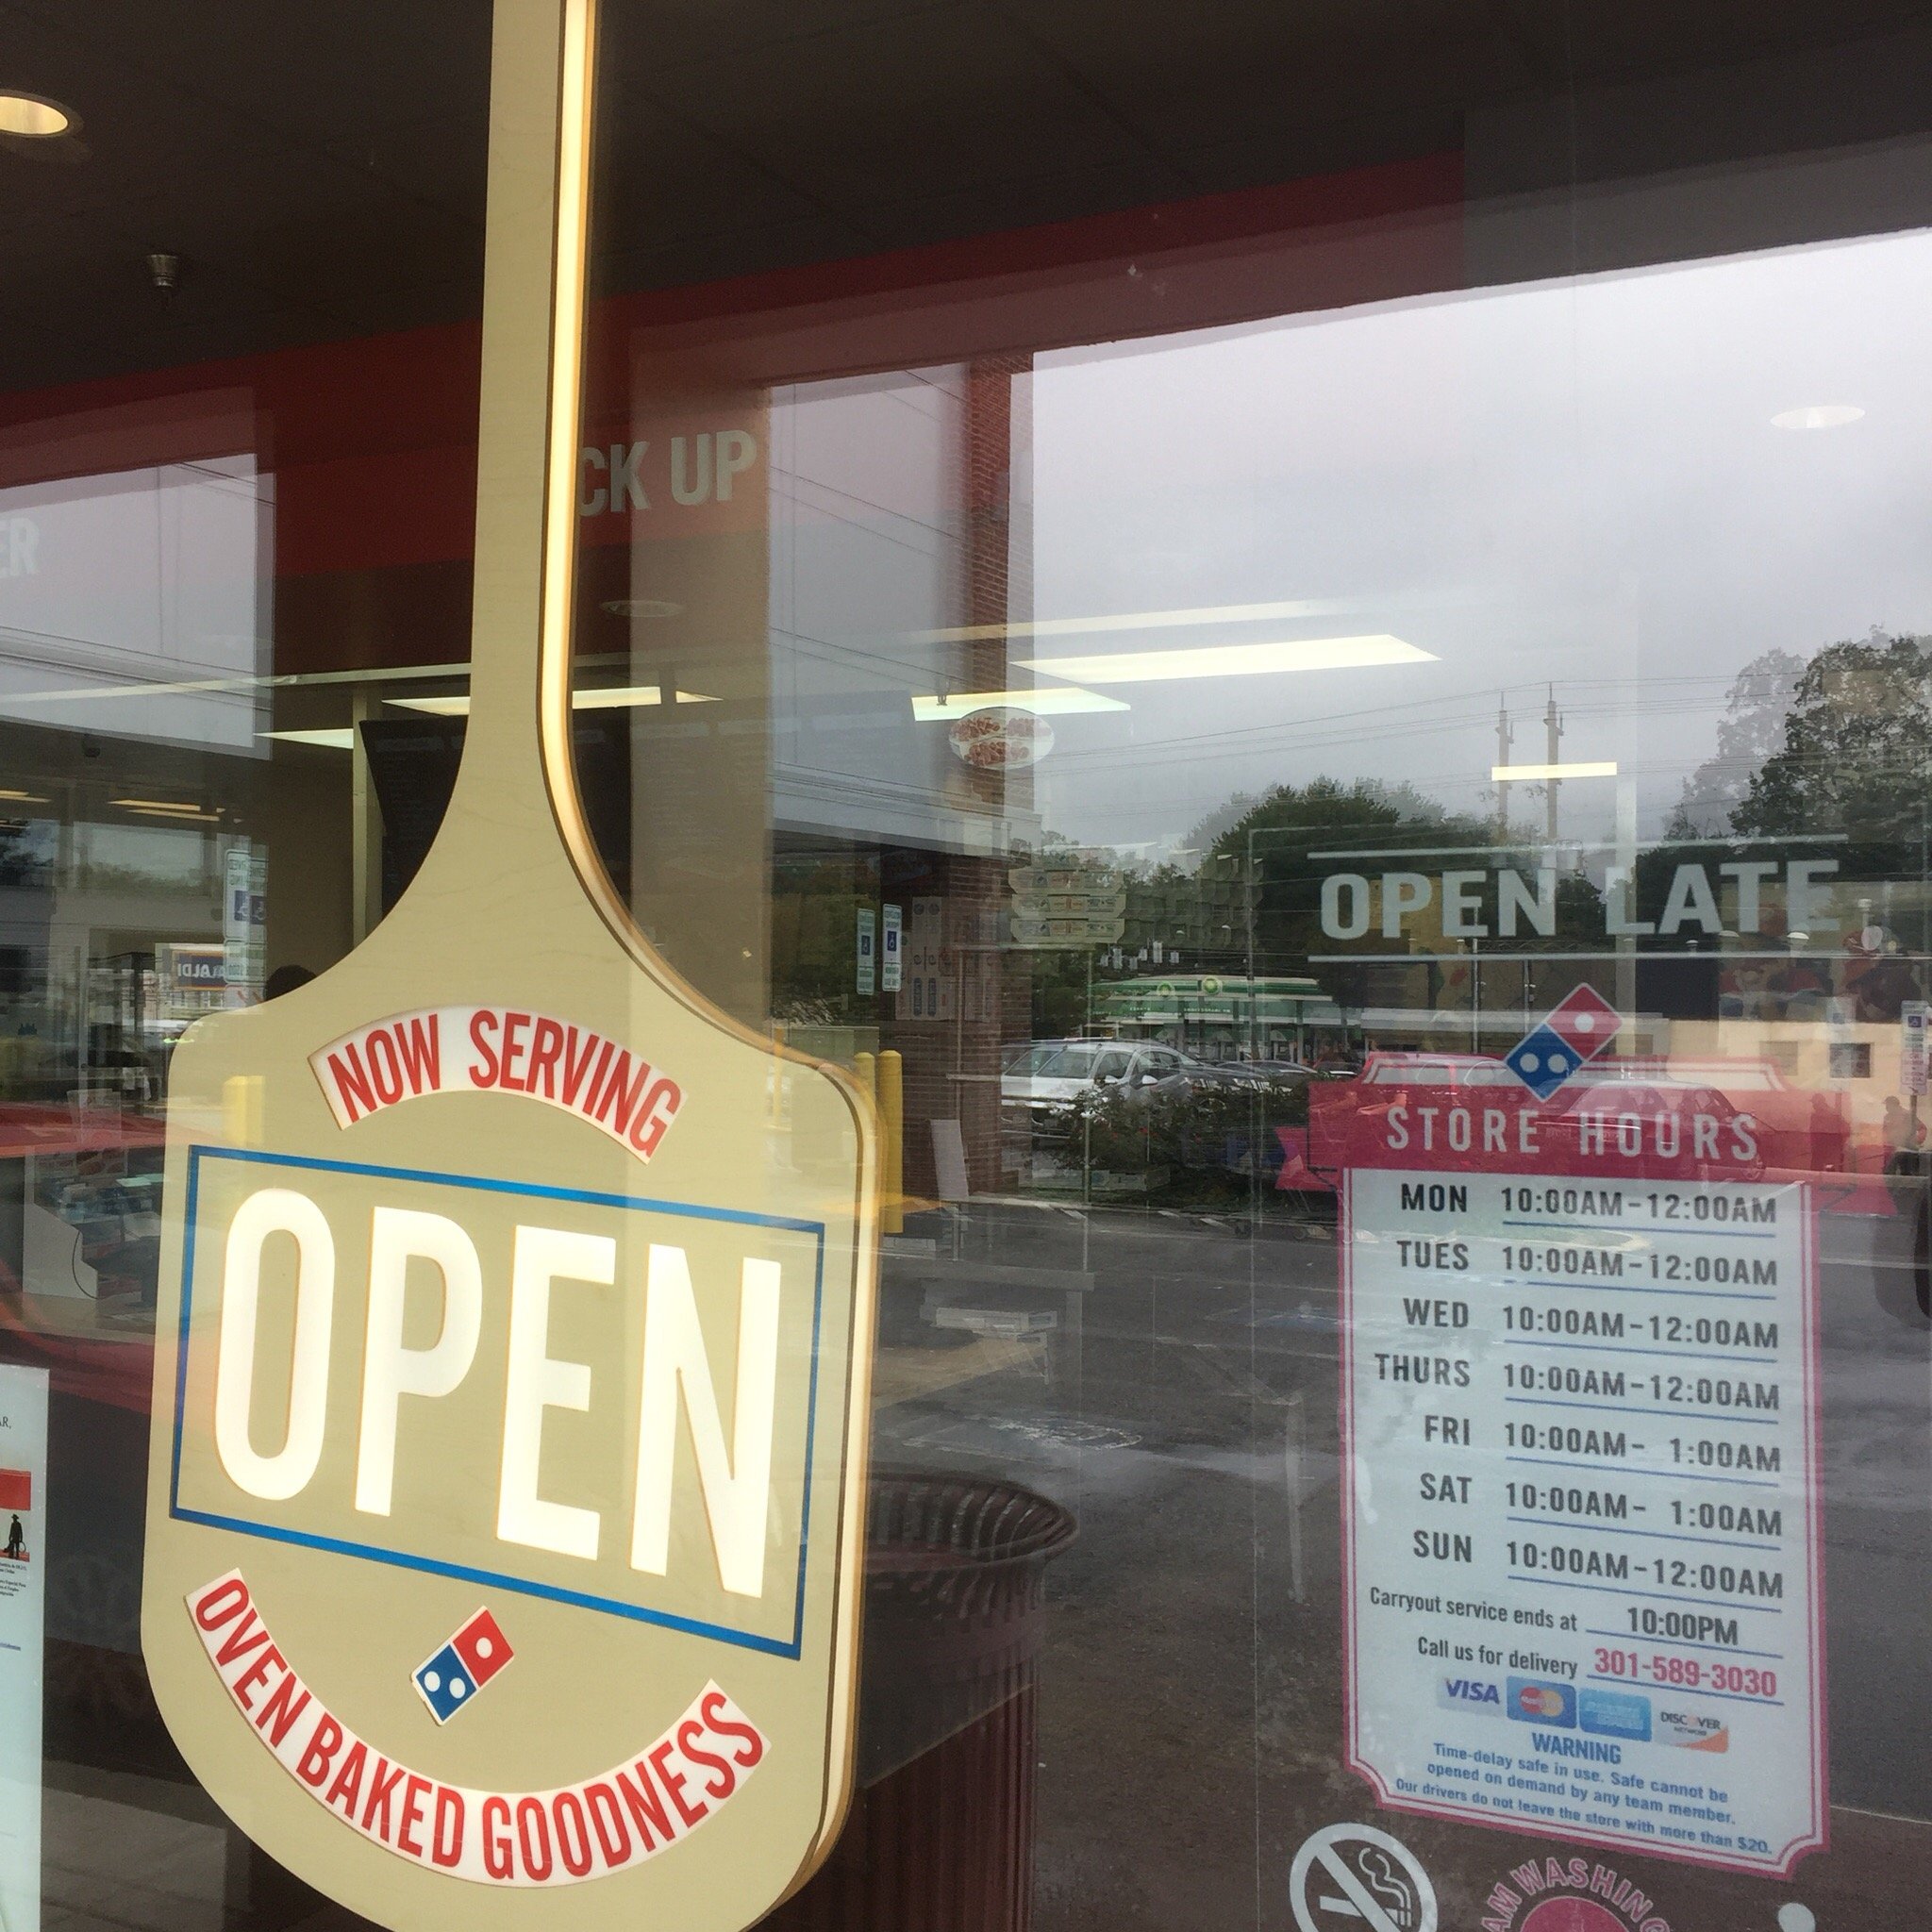 CK UP
ER
OPEN LATE
NOW SERVING
OPEN
OVEN BAKED GOODNESS
STORE HOURS
MON 10:00AM-12:00AM
TUES 10:00AM-12:00AM
WED 10:00AM-12:00AM
THURS 10:00AM-12:00AM
FRI 10:00AM- 1:00AM
SAT 10:00AM- 1:00AM
SUN 10:00AM-12:00AM
Carryout service ends at 10:00PM
Call us for delivery 301-589-3030
VISA DISCOVER
NETWORK
WARNING
Time-delay safe in use. Safe cannot be
opened on demand by any team member.
Our drivers do not leave the store with more than $20.
AM WASHING
ALDI